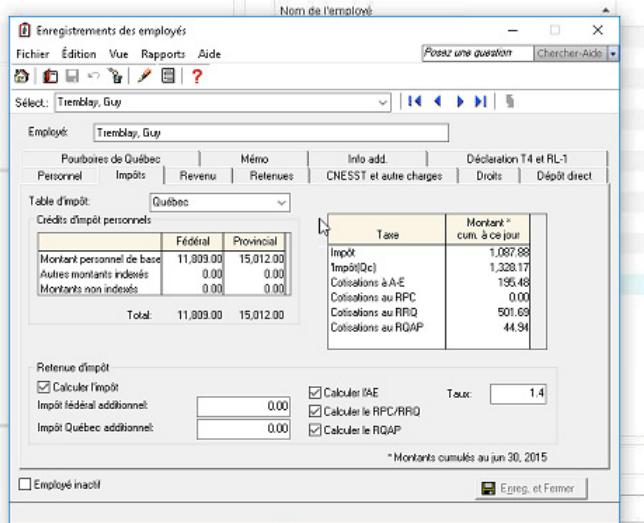 Nom de l'employé
Enregistrements des employés
Fichier Édition Vue Rapports Aide
Posez une question Chercher-Aide
Sélect.: Tremblay, Guy
Employé: Tremblay, Guy
Pourboires de Québec Mémo Info add. Déclaration T4 et RL-1
Personnel Impôts Revenu Retenues CNESST et autre charges Droits Dépôt direct
Table d'impôt: Québec
Crédits d'impôt personnels
Fédéral Provincial
Montant personnel de base 11,809.00 15,012.00
Autres montants indexés 0.00 0.00
Montants non indexés 0.00 0.00
Total: 11,809.00 15,012.00
Taxe Montant * cum. à ce jour
Impôt 1,087.88
Impôt(Qc) 1,328.17
Cotisations à A-E 195.48
Cotisations au RPC 0.00
Cotisations au RRQ 501.69
Cotisations au RQAP 44.94
Retenue d'impôt
Calculer l'impôt
Impôt fédéral additionnel: 0.00
Impôt Québec additionnel: 0.00
Calculer l'AE Taux: 1.4
Calculer le RPC/RRQ
Calculer le RQAP
* Montants cumulés au jun 30, 2015
Employé inactif
Enreg. et Fermer